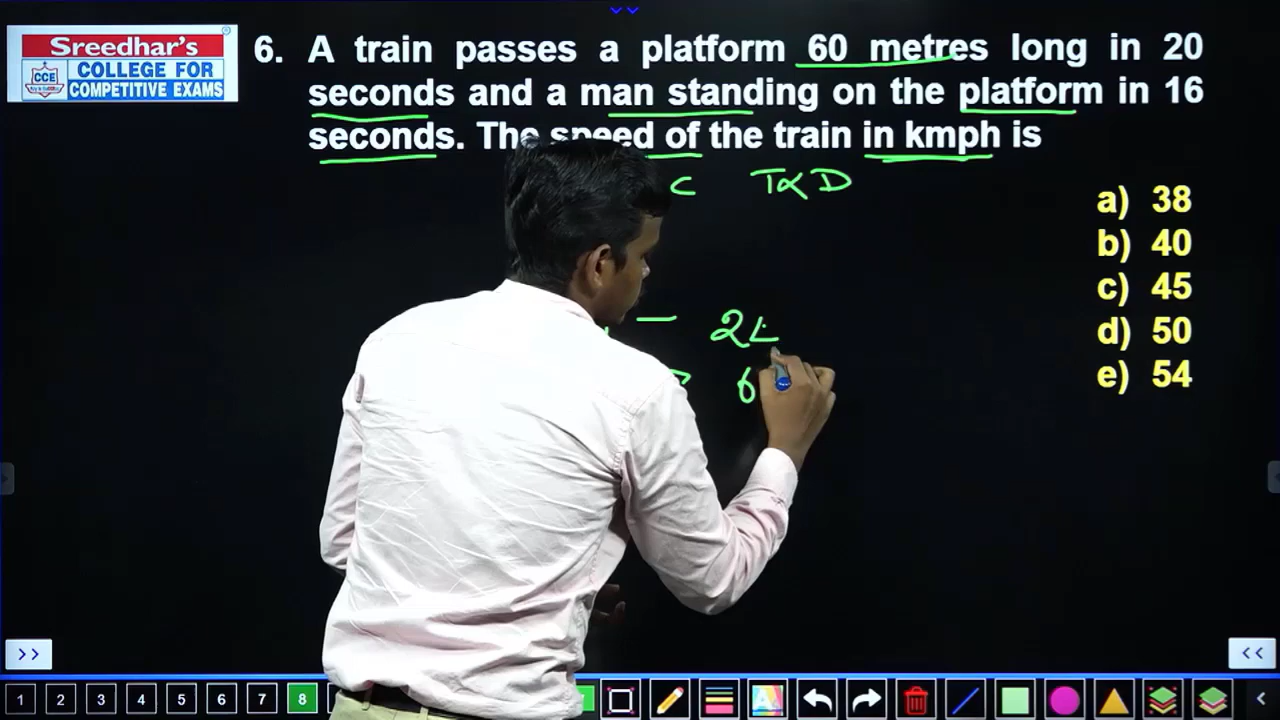 Sreedhar's
CCE
COLLEGE FOR
COMPETITIVE EXAMS
6. A train passes a platform 60 metres long in 20
seconds and a man standing on the platform in 16
seconds. The speed of the train in kmph is
C T∝D
a) 38
b) 40
c) 45
d) 50
e) 54
>>
<<
1 2 3 4 5 6 7 8